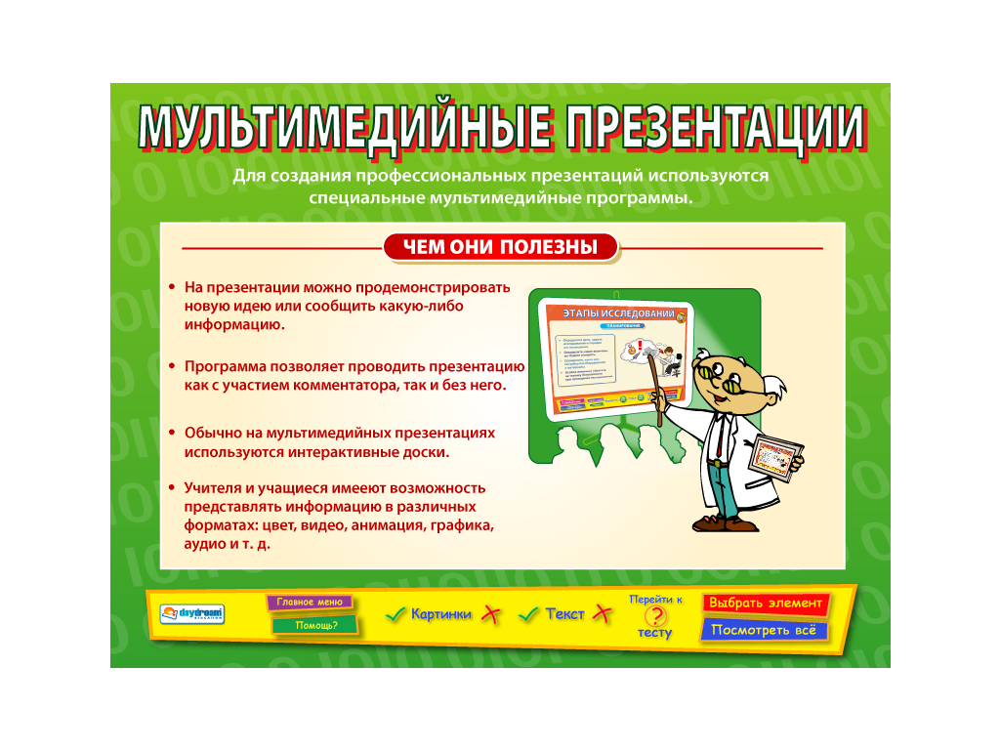 МУЛЬТИМЕДИЙНЫЕ ПРЕЗЕНТАЦИИ
Для создания профессиональных презентаций используются
специальные мультимедийные программы.
ЧЕМ ОНИ ПОЛЕЗНЫ
• На презентации можно продемонстрировать
новую идею или сообщить какую-либо
информацию.
• Программа позволяет проводить презентацию
как с участием комментатора, так и без него.
• Обычно на мультимедийных презентациях
используются интерактивные доски.
• Учителя и учащиеся имееют возможность
представлять информацию в различных
форматах: цвет, видео, анимация, графика,
аудио и т. д.
ЭТАПЫ ИССЛЕДОВАНИЙ
ПЛАНИРОВАНИЕ
daydream
EDUCATION
Главное меню
Помощь?
Картинки
Текст
Перейти к
?
тесту
Выбрать элемент
Посмотреть всё